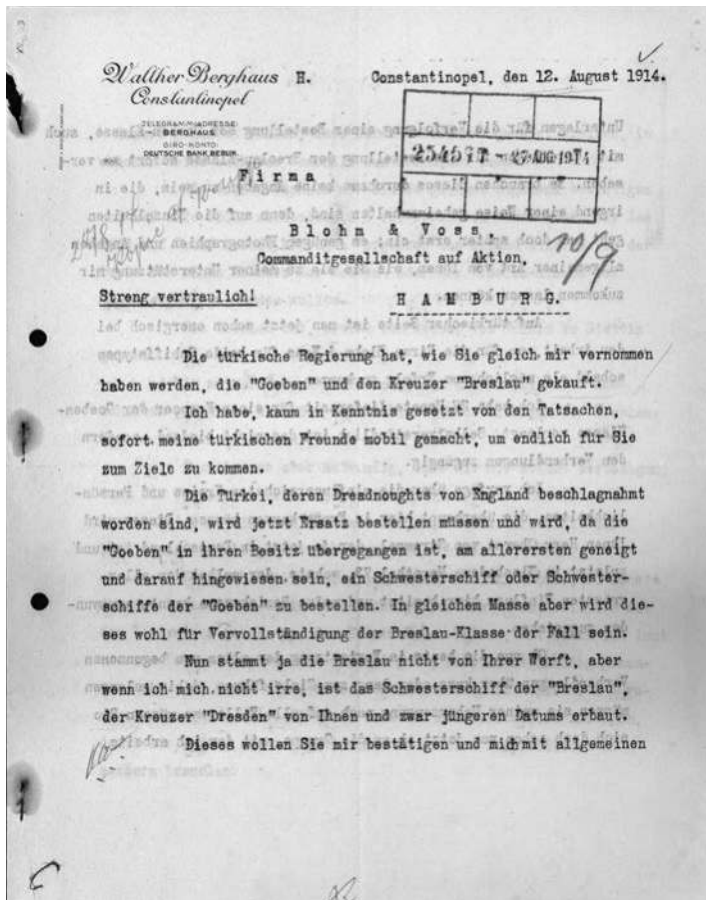 Walther Berghaus H.
Constantinopel
Constantinopel, den 12. August 1914.
TELEGRAMM-ADRESSE:
BERGHAUS
GIRO-KONTO:
DEUTSCHE BANK BERLIN
27 AUG 1914
Firma
Blohm & Voss,
Commanditgesellschaft auf Aktien,
10/9
Streng vertraulich!
HAMBURG.
Die türkische Regierung hat, wie Sie gleich mir vernommen
haben werden, die "Goeben" und den Kreuzer "Breslau" gekauft.
Ich habe, kaum in Kenntnis gesetzt von den Tatsachen,
sofort meine türkischen Freunde mobil gemacht, um endlich für Sie
zum Ziele zu kommen.
Die Türkei, deren Dreadnoughts von England beschlagnahmt
worden sind, wird jetzt Ersatz bestellen müssen und wird, da die
"Goeben" in ihren Besitz übergegangen ist, am allerersten geneigt
und darauf hingewiesen sein, ein Schwesterschiff oder Schwester-
schiffe der "Goeben" zu bestellen. In gleichem Masse aber wird die-
ses wohl für Vervollständigung der Breslau-Klasse der Fall sein.
Nun stammt ja die Breslau nicht von Ihrer Werft, aber
wenn ich mich nicht irre, ist das Schwesterschiff der "Breslau",
der Kreuzer "Dresden" von Ihnen und zwar jüngeren Datums erbaut.
Dieses wollen Sie mir bestätigen und mich mit allgemeinen